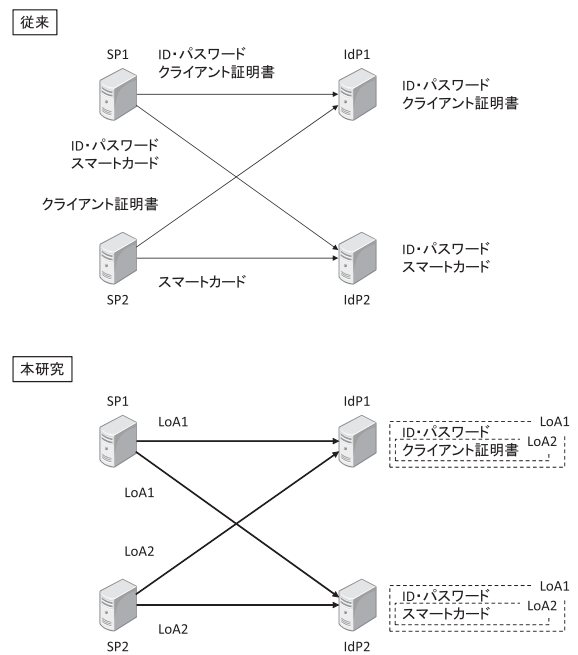 従来
SP1
ID・パスワード
クライアント証明書
IdP1
ID・パスワード
クライアント証明書
ID・パスワード
スマートカード
クライアント証明書
SP2
スマートカード
IdP2
ID・パスワード
スマートカード
本研究
SP1
LoA1
IdP1
LoA1
ID・パスワード
LoA2
クライアント証明書
LoA1
LoA2
SP2
LoA2
IdP2
LoA1
ID・パスワード
LoA2
スマートカード